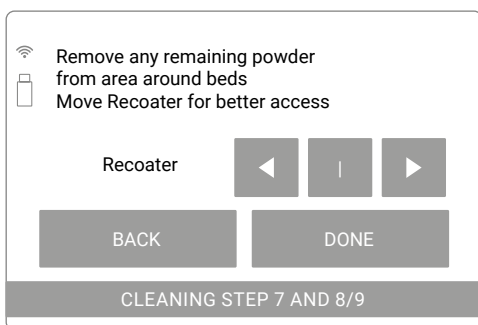 Remove any remaining powder
from area around beds
Move Recoater for better access
Recoater
|
BACK DONE
CLEANING STEP 7 AND 8/9